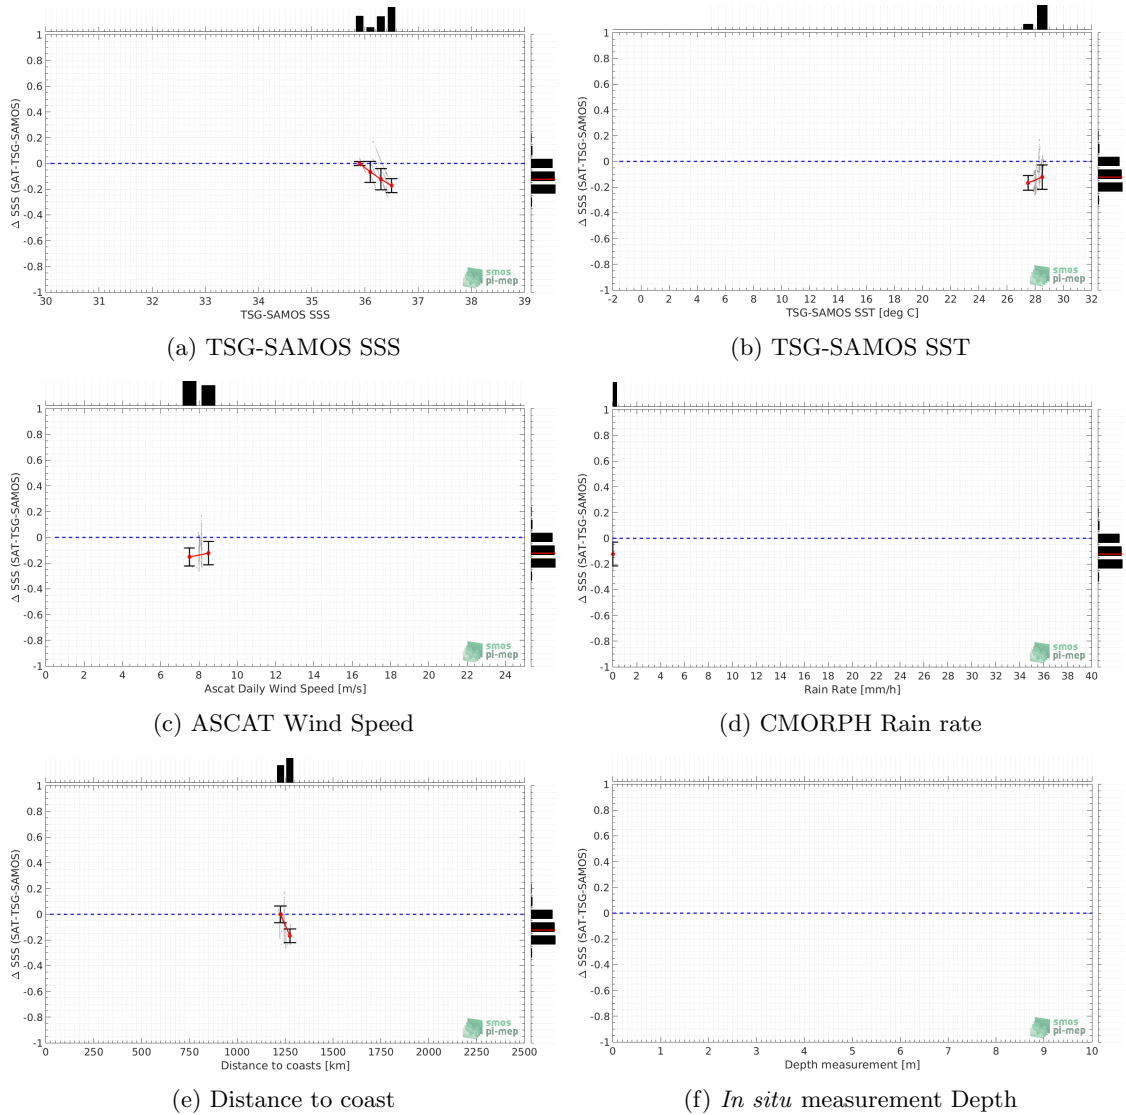 1
0.8
0.6
0.4
0.2
0
-0.2
-0.4
-0.6
-0.8
-1
Δ SSS (SAT-TSG-SAMOS)
30 31 32 33 34 35 36 37 38 39
TSG-SAMOS SSS
smos
pi-mep
(a) TSG-SAMOS SSS
1
0.8
0.6
0.4
0.2
0
-0.2
-0.4
-0.6
-0.8
-1
Δ SSS (SAT-TSG-SAMOS)
-2 0 2 4 6 8 10 12 14 16 18 20 22 24 26 28 30 32
TSG-SAMOS SST [deg C]
smos
pi-mep
(b) TSG-SAMOS SST
1
0.8
0.6
0.4
0.2
0
-0.2
-0.4
-0.6
-0.8
-1
Δ SSS (SAT-TSG-SAMOS)
0 2 4 6 8 10 12 14 16 18 20 22 24
Ascat Daily Wind Speed [m/s]
smos
pi-mep
(c) ASCAT Wind Speed
1
0.8
0.6
0.4
0.2
0
-0.2
-0.4
-0.6
-0.8
-1
Δ SSS (SAT-TSG-SAMOS)
0 2 4 6 8 10 12 14 16 18 20 22 24 26 28 30 32 34 36 38 40
Rain Rate [mm/h]
smos
pi-mep
(d) CMORPH Rain rate
1
0.8
0.6
0.4
0.2
0
-0.2
-0.4
-0.6
-0.8
-1
Δ SSS (SAT-TSG-SAMOS)
0 250 500 750 1000 1250 1500 1750 2000 2250 2500
Distance to coasts [km]
smos
pi-mep
(e) Distance to coast
1
0.8
0.6
0.4
0.2
0
-0.2
-0.4
-0.6
-0.8
-1
Δ SSS (SAT-TSG-SAMOS)
0 1 2 3 4 5 6 7 8 9 10
Depth measurement [m]
smos
pi-mep
(f) In situ measurement Depth